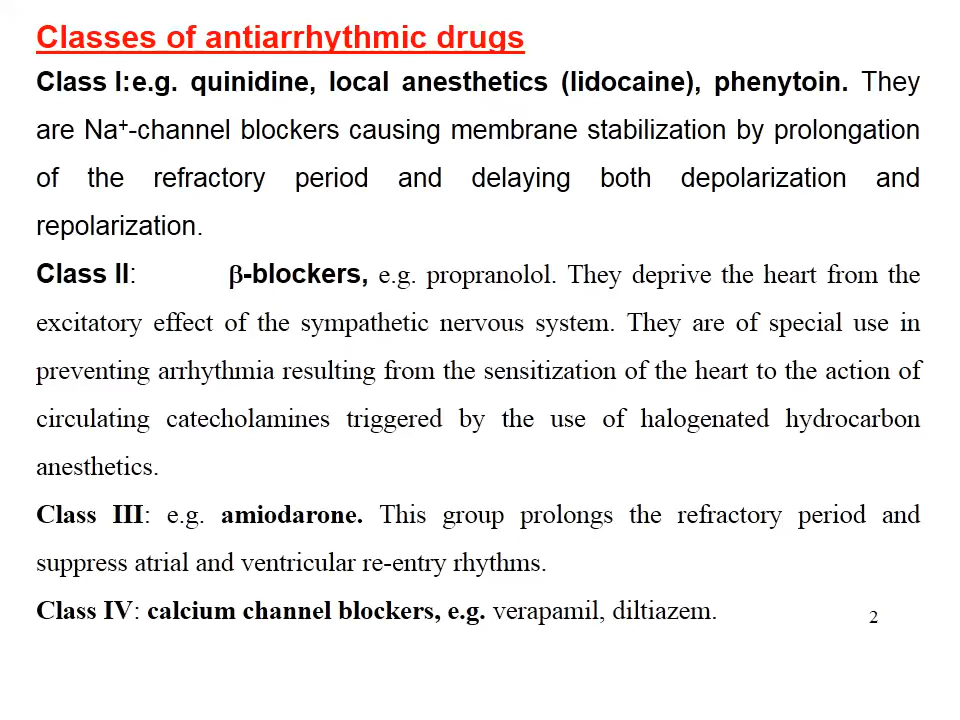 Classes of antiarrhythmic drugs
Class I:e.g. quinidine, local anesthetics (lidocaine), phenytoin. They
are Na⁺-channel blockers causing membrane stabilization by prolongation
of the refractory period and delaying both depolarization and
repolarization.
Class II: β-blockers, e.g. propranolol. They deprive the heart from the
excitatory effect of the sympathetic nervous system. They are of special use in
preventing arrhythmia resulting from the sensitization of the heart to the action of
circulating catecholamines triggered by the use of halogenated hydrocarbon
anesthetics.
Class III: e.g. amiodarone. This group prolongs the refractory period and
suppress atrial and ventricular re-entry rhythms.
Class IV: calcium channel blockers, e.g. verapamil, diltiazem.
2